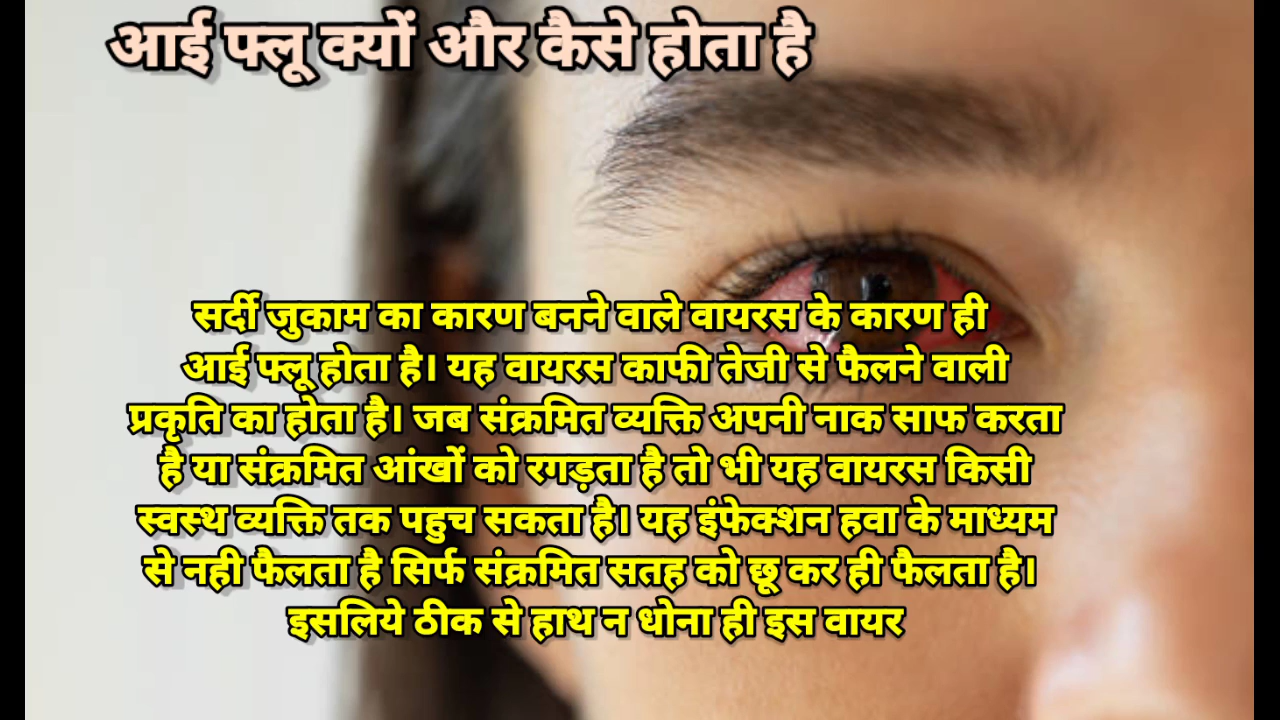 आई फ्लू क्यों और कैसे होता है
सर्दी जुकाम का कारण बनने वाले वायरस के कारण ही
आई फ्लू होता है। यह वायरस काफी तेजी से फैलने वाली
प्रकृति का होता है। जब संक्रमित व्यक्ति अपनी नाक साफ करता
है या संक्रमित आंखों को रगड़ता है तो भी यह वायरस किसी
स्वस्थ व्यक्ति तक पहुच सकता है। यह इंफेक्शन हवा के माध्यम
से नही फैलता है सिर्फ संक्रमित सतह को छू कर ही फैलता है।
इसलिये ठीक से हाथ न धोना ही इस वायर